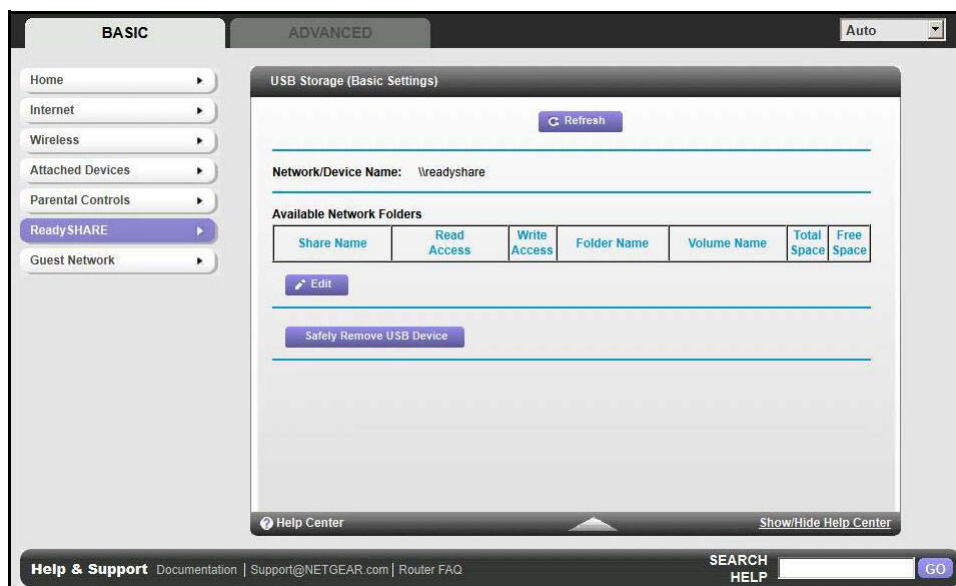 BASIC
ADVANCED
Auto
Home
Internet
Wireless
Attached Devices
Parental Controls
ReadySHARE
Guest Network
USB Storage (Basic Settings)
Refresh
Network/Device Name: \\readyshare
Available Network Folders
Share Name Read Access Write Access Folder Name Volume Name Total Space Free Space
Edit
Safely Remove USB Device
Help Center Show/Hide Help Center
Help & Support Documentation | Support@NETGEAR.com | Router FAQ
SEARCH HELP GO